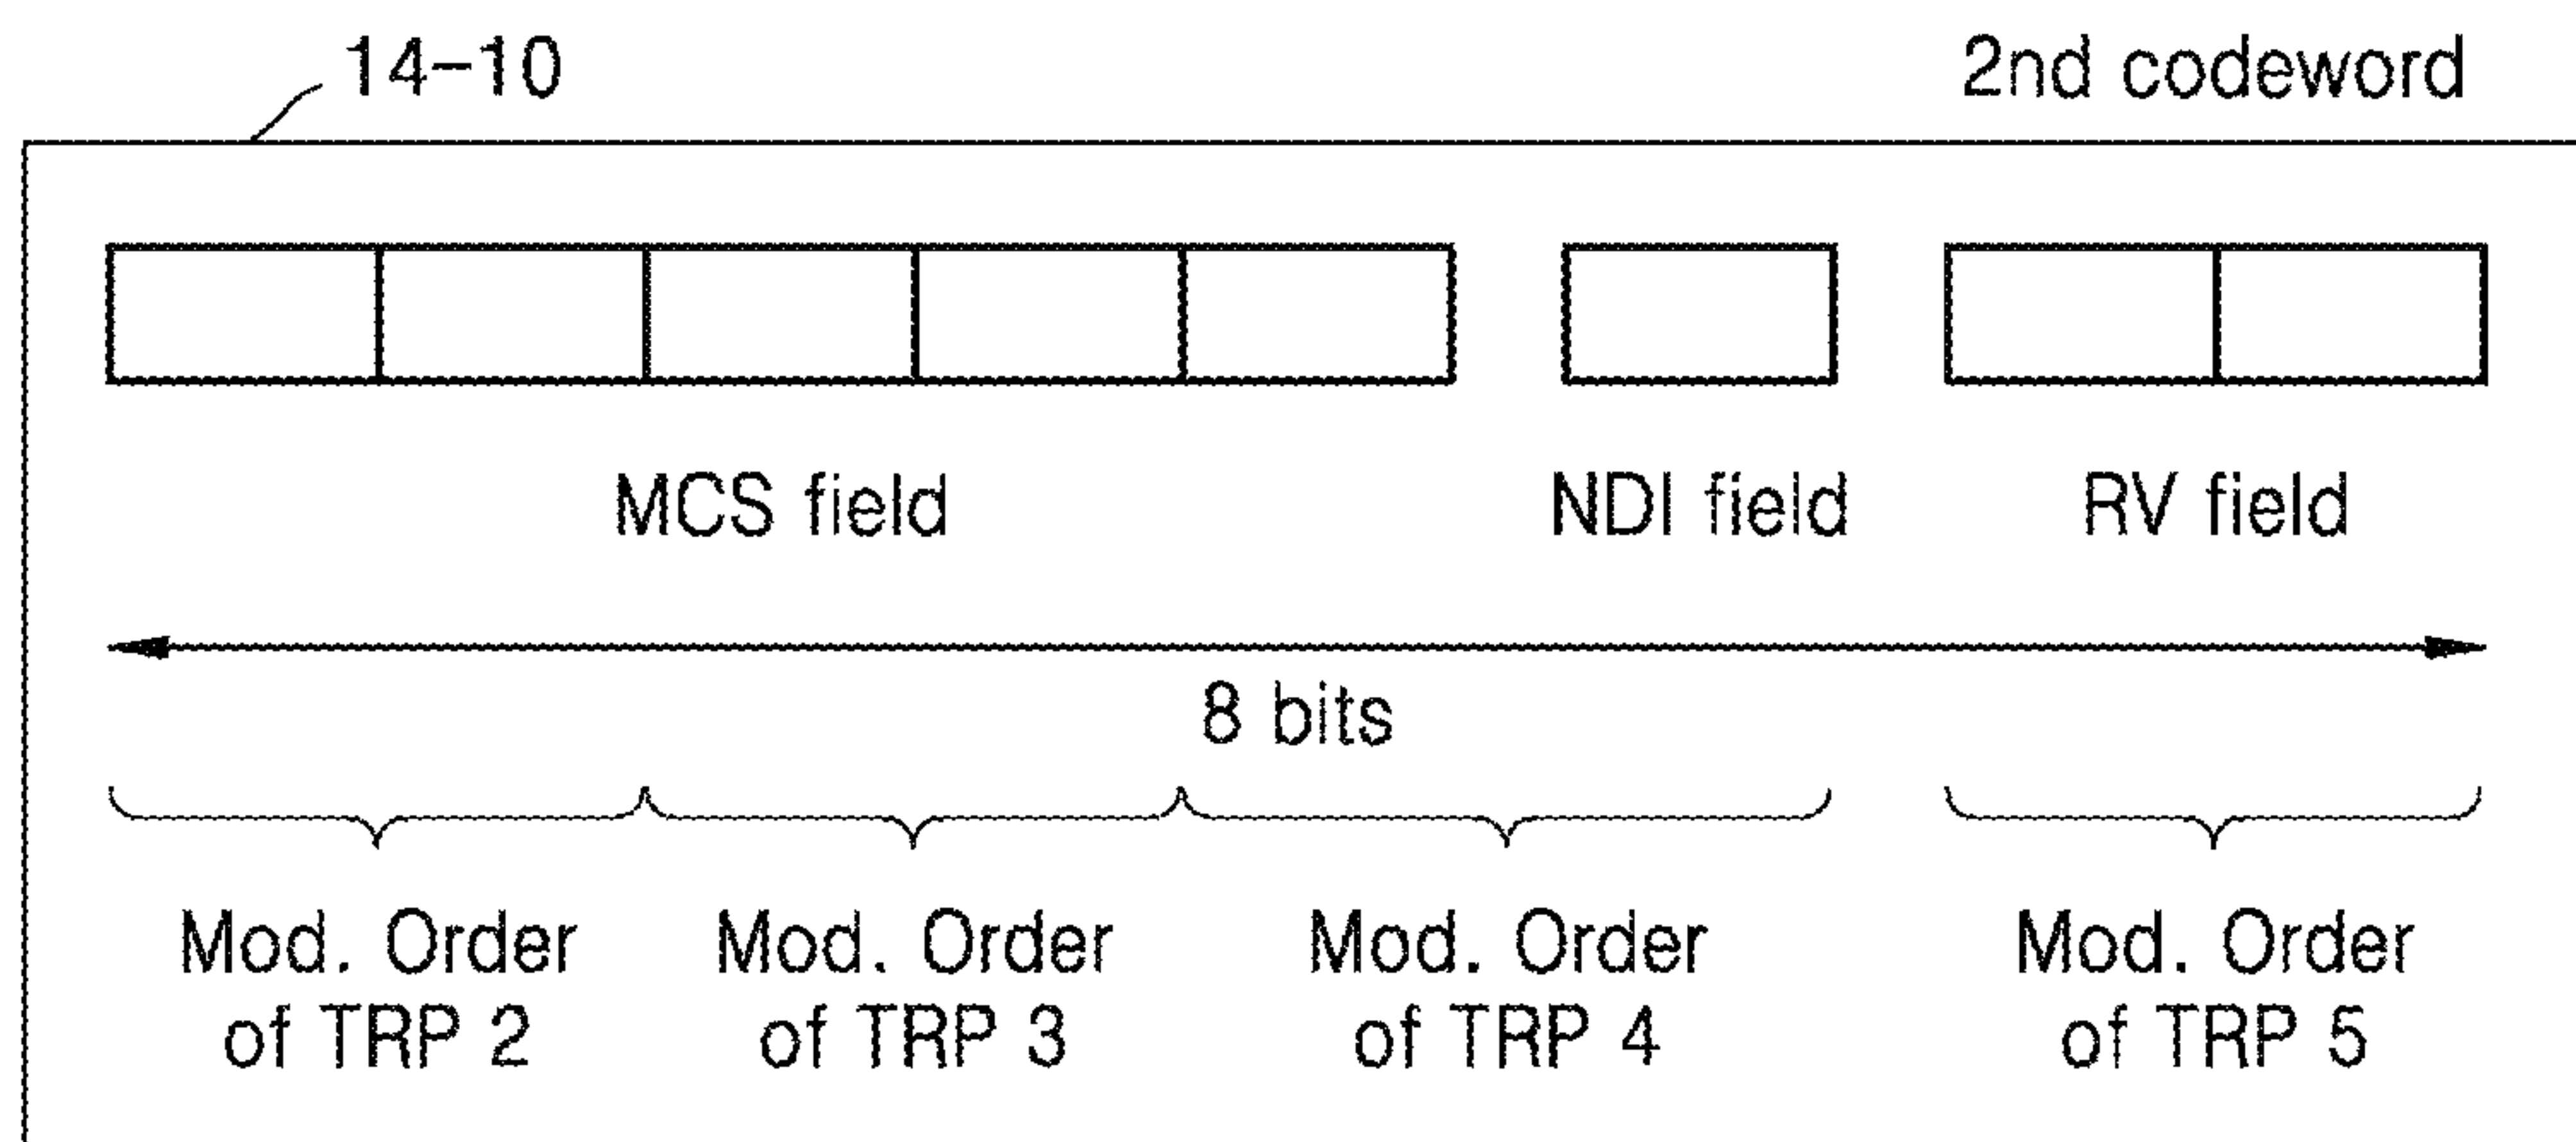 14-10
2nd codeword
MCS field
NDI field
RV field
8 bits
Mod. Order
of TRP 2
Mod. Order
of TRP 3
Mod. Order
of TRP 4
Mod. Order
of TRP 5